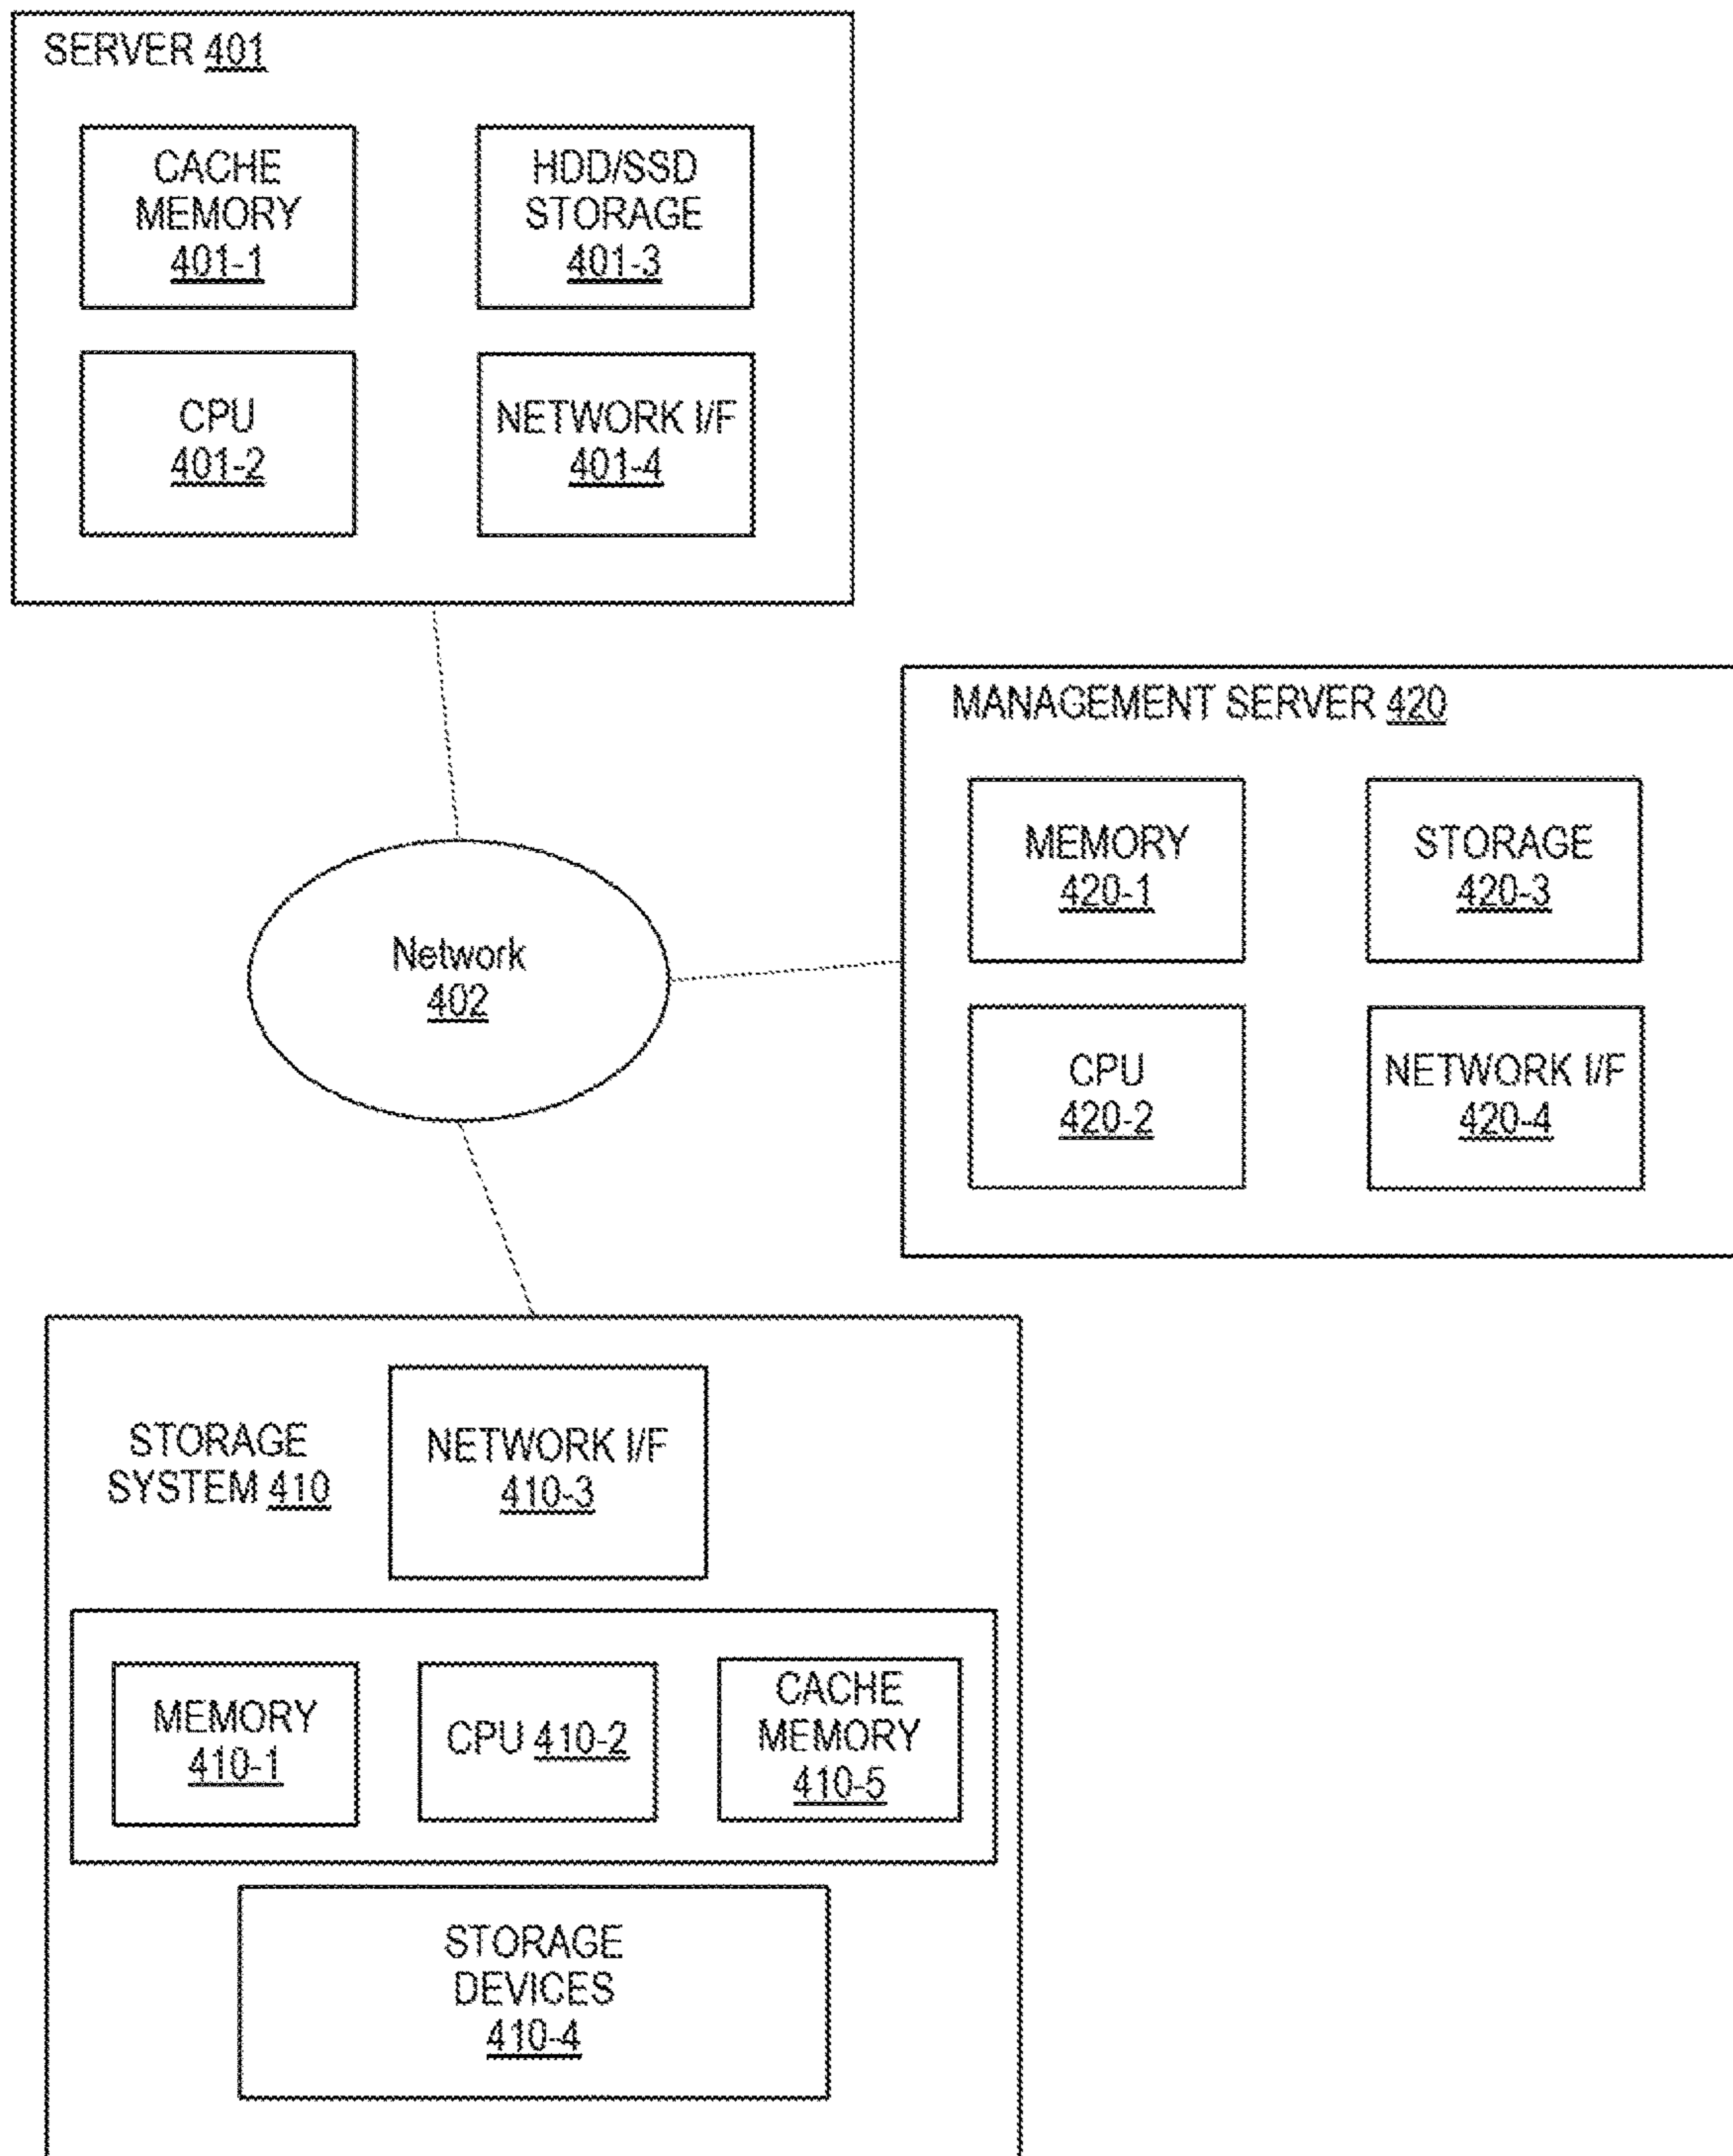 SERVER 401
CACHE
MEMORY
401-1
HDD/SSD
STORAGE
401-3
CPU
401-2
NETWORK I/F
401-4
MANAGEMENT SERVER 420
MEMORY
420-1
STORAGE
420-3
CPU
420-2
NETWORK I/F
420-4
Network
402
STORAGE
SYSTEM 410
NETWORK I/F
410-3
MEMORY
410-1
CPU 410-2
CACHE
MEMORY
410-5
STORAGE
DEVICES
410-4